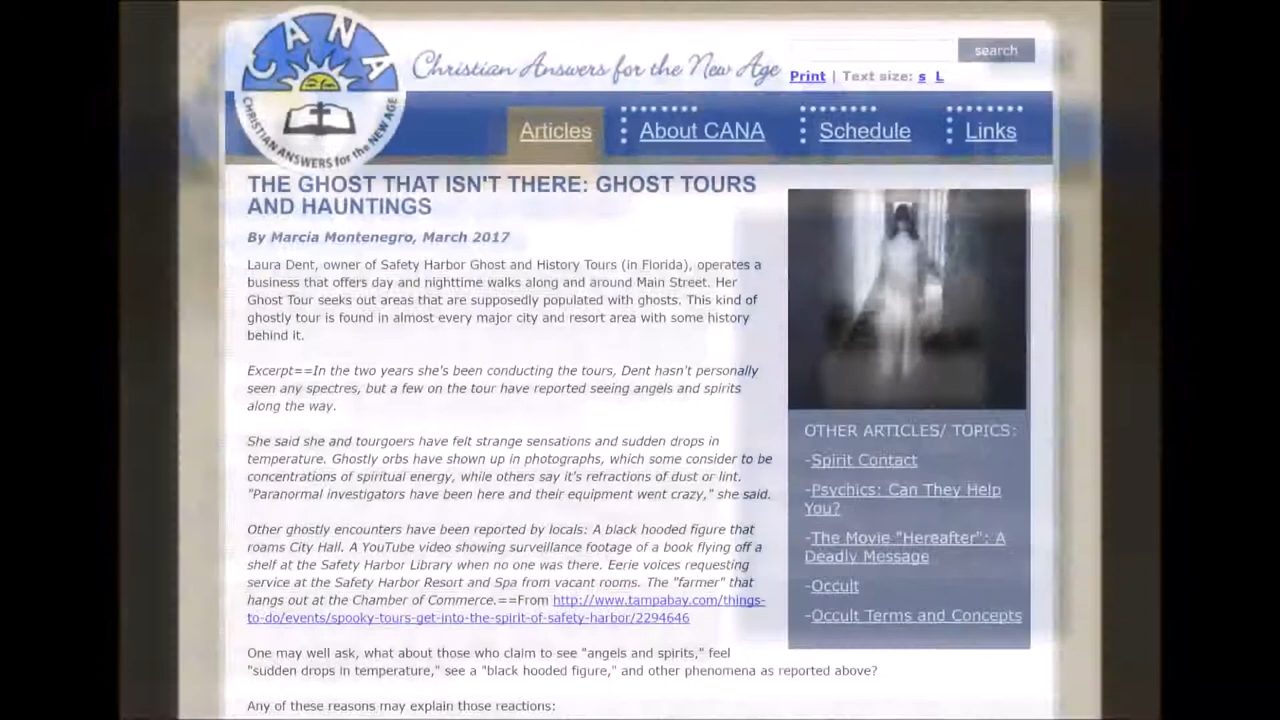 CANA
CHRISTIAN ANSWERS for the NEW AGE
Christian Answers for the New Age
search
Print | Text size: s L
Articles
About CANA
Schedule
Links
THE GHOST THAT ISN'T THERE: GHOST TOURS
AND HAUNTINGS
By Marcia Montenegro, March 2017
Laura Dent, owner of Safety Harbor Ghost and History Tours (in Florida), operates a
business that offers day and nighttime walks along and around Main Street. Her
Ghost Tour seeks out areas that are supposedly populated with ghosts. This kind of
ghostly tour is found in almost every major city and resort area with some history
behind it.
Excerpt==In the two years she's been conducting the tours, Dent hasn't personally
seen any spectres, but a few on the tour have reported seeing angels and spirits
along the way.
She said she and tourgoers have felt strange sensations and sudden drops in
temperature. Ghostly orbs have shown up in photographs, which some consider to be
concentrations of spiritual energy, while others say it's refractions of dust or lint.
"Paranormal investigators have been here and their equipment went crazy," she said.
Other ghostly encounters have been reported by locals: A black hooded figure that
roams City Hall. A YouTube video showing surveillance footage of a book flying off a
shelf at the Safety Harbor Library when no one was there. Eerie voices requesting
service at the Safety Harbor Resort and Spa from vacant rooms. The "farmer" that
hangs out at the Chamber of Commerce.==From http://www.tampabay.com/things-
to-do/events/spooky-tours-get-into-the-spirit-of-safety-harbor/2294646
One may well ask, what about those who claim to see "angels and spirits," feel
"sudden drops in temperature," see a "black hooded figure," and other phenomena as reported above?
Any of these reasons may explain those reactions:
OTHER ARTICLES/ TOPICS:
-Spirit Contact
-Psychics: Can They Help
You?
-The Movie "Hereafter": A
Deadly Message
-Occult
-Occult Terms and Concepts